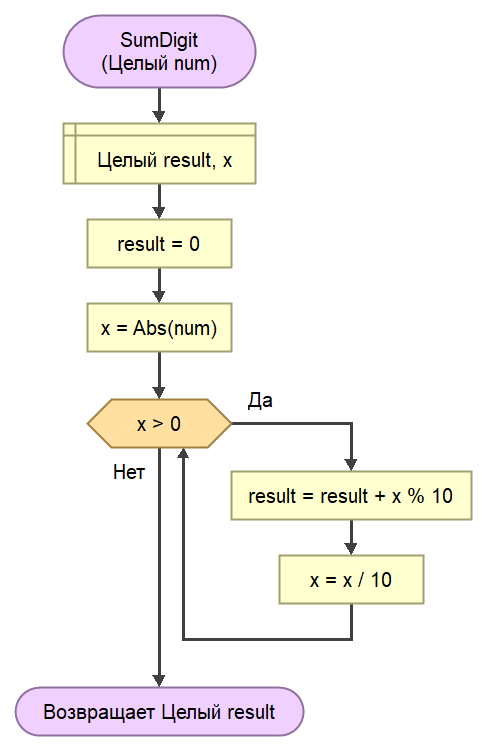 SumDigit
(Целый num)
Целый result, x
result = 0
x = Abs(num)
x > 0
Да
Нет
result = result + x % 10
x = x / 10
Возвращает Целый result